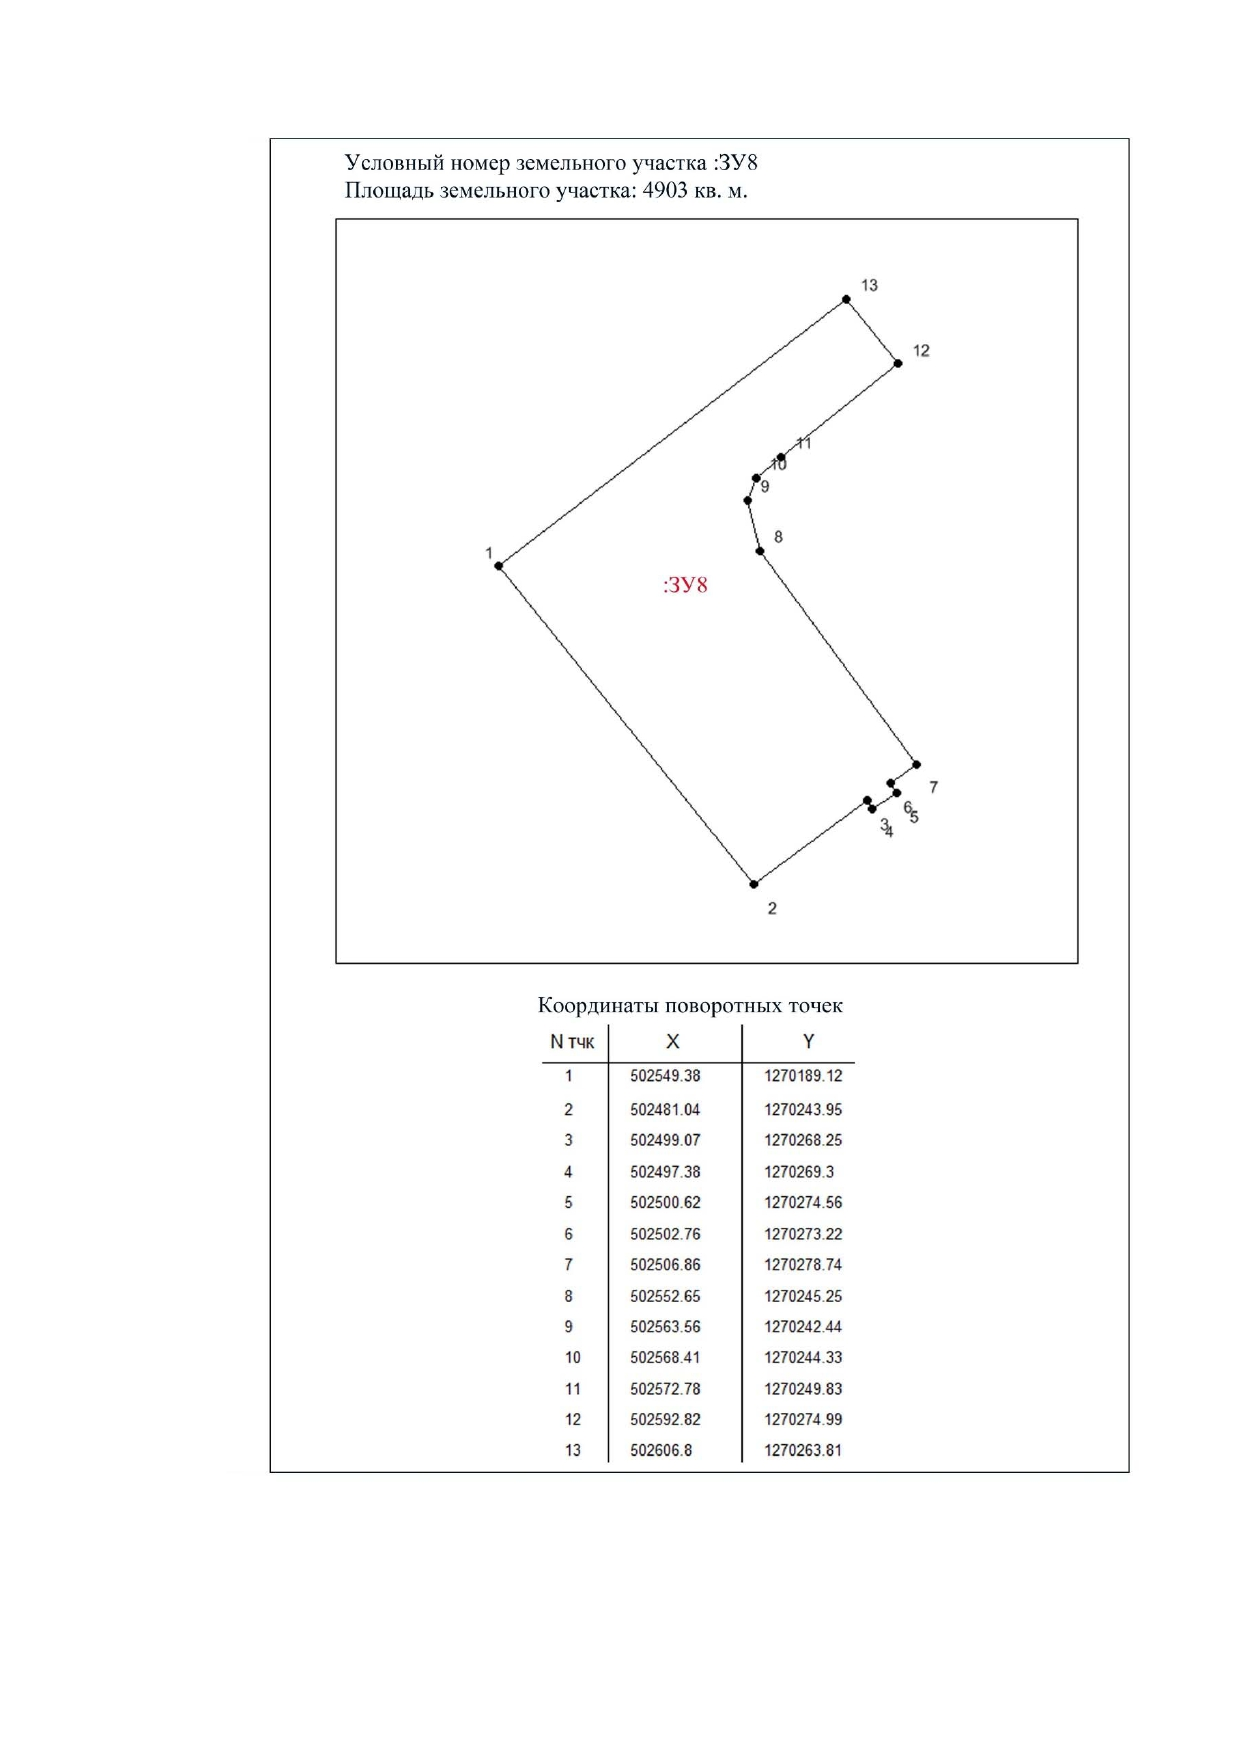 Условный номер земельного участка :ЗУ8
Площадь земельного участка: 4903 кв. м.
13
12
11
10
9
8
1
:ЗУ8
7
6
5
3
4
2
Координаты поворотных точек
N тчк X Y
1 502549.38 1270189.12
2 502481.04 1270243.95
3 502499.07 1270268.25
4 502497.38 1270269.3
5 502500.62 1270274.56
6 502502.76 1270273.22
7 502506.86 1270278.74
8 502552.65 1270245.25
9 502563.56 1270242.44
10 502568.41 1270244.33
11 502572.78 1270249.83
12 502592.82 1270274.99
13 502606.8 1270263.81